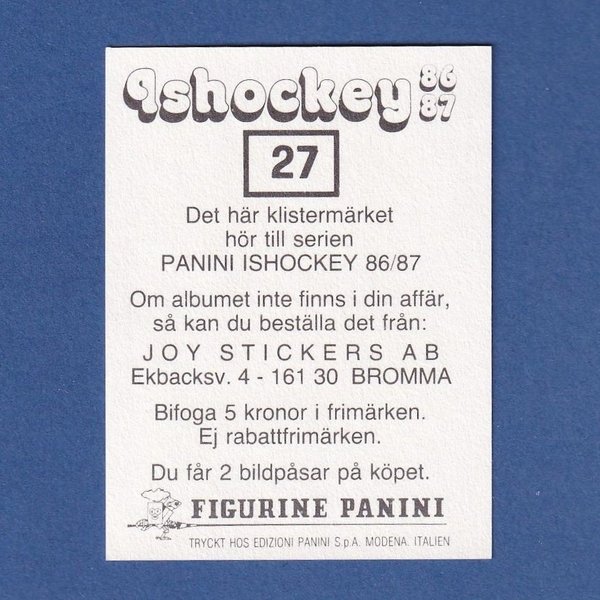 Ishockey 86
87
27
Det här klistermärket
hör till serien
PANINI ISHOCKEY 86/87
Om albumet inte finns i din affär,
så kan du beställa det från:
JOY STICKERS AB
Ekbacksv. 4 - 161 30 BROMMA
Bifoga 5 kronor i frimärken.
Ej rabattfrimärken.
Du får 2 bildpåsar på köpet.
FIGURINE PANINI
TRYCKT HOS EDIZIONI PANINI S.p.A. MODENA. ITALIEN